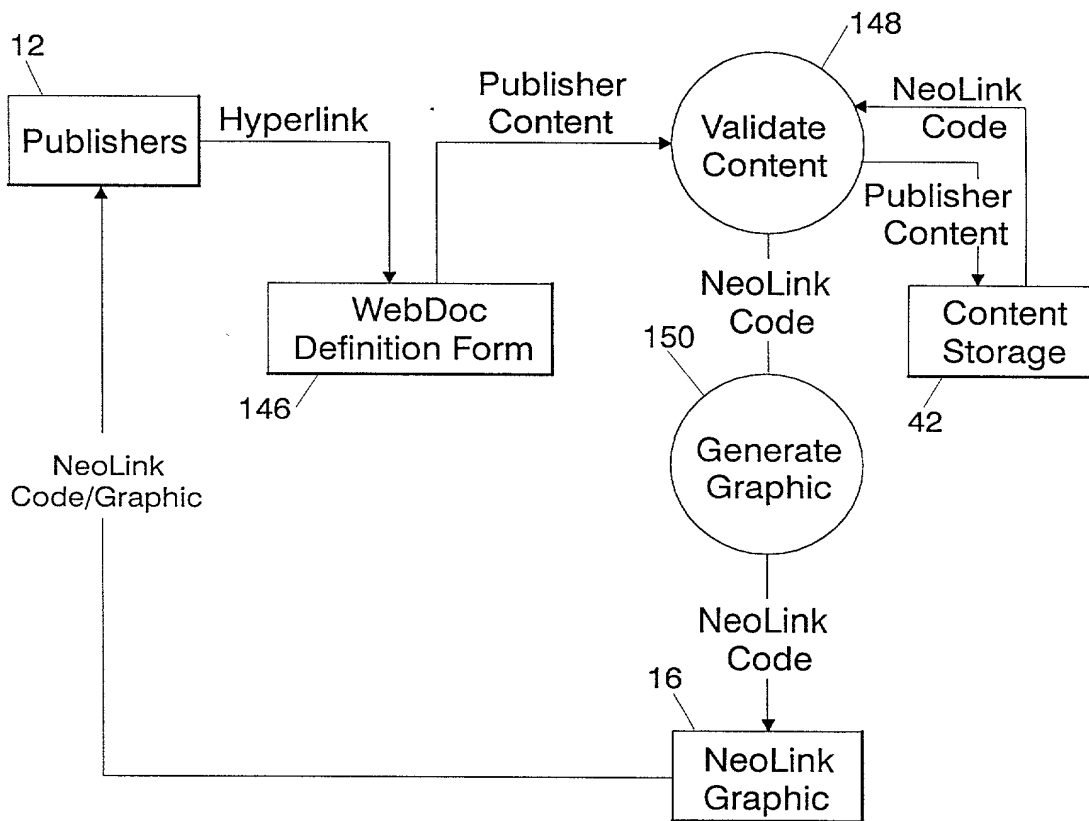 12
Publishers
Hyperlink
Publisher
Content
148
Validate
Content
NeoLink
Code
Publisher
Content
WebDoc
Definition Form
146
NeoLink
Code
150
Content
Storage
42
Generate
Graphic
NeoLink
Code/Graphic
NeoLink
Code
16
NeoLink
Graphic